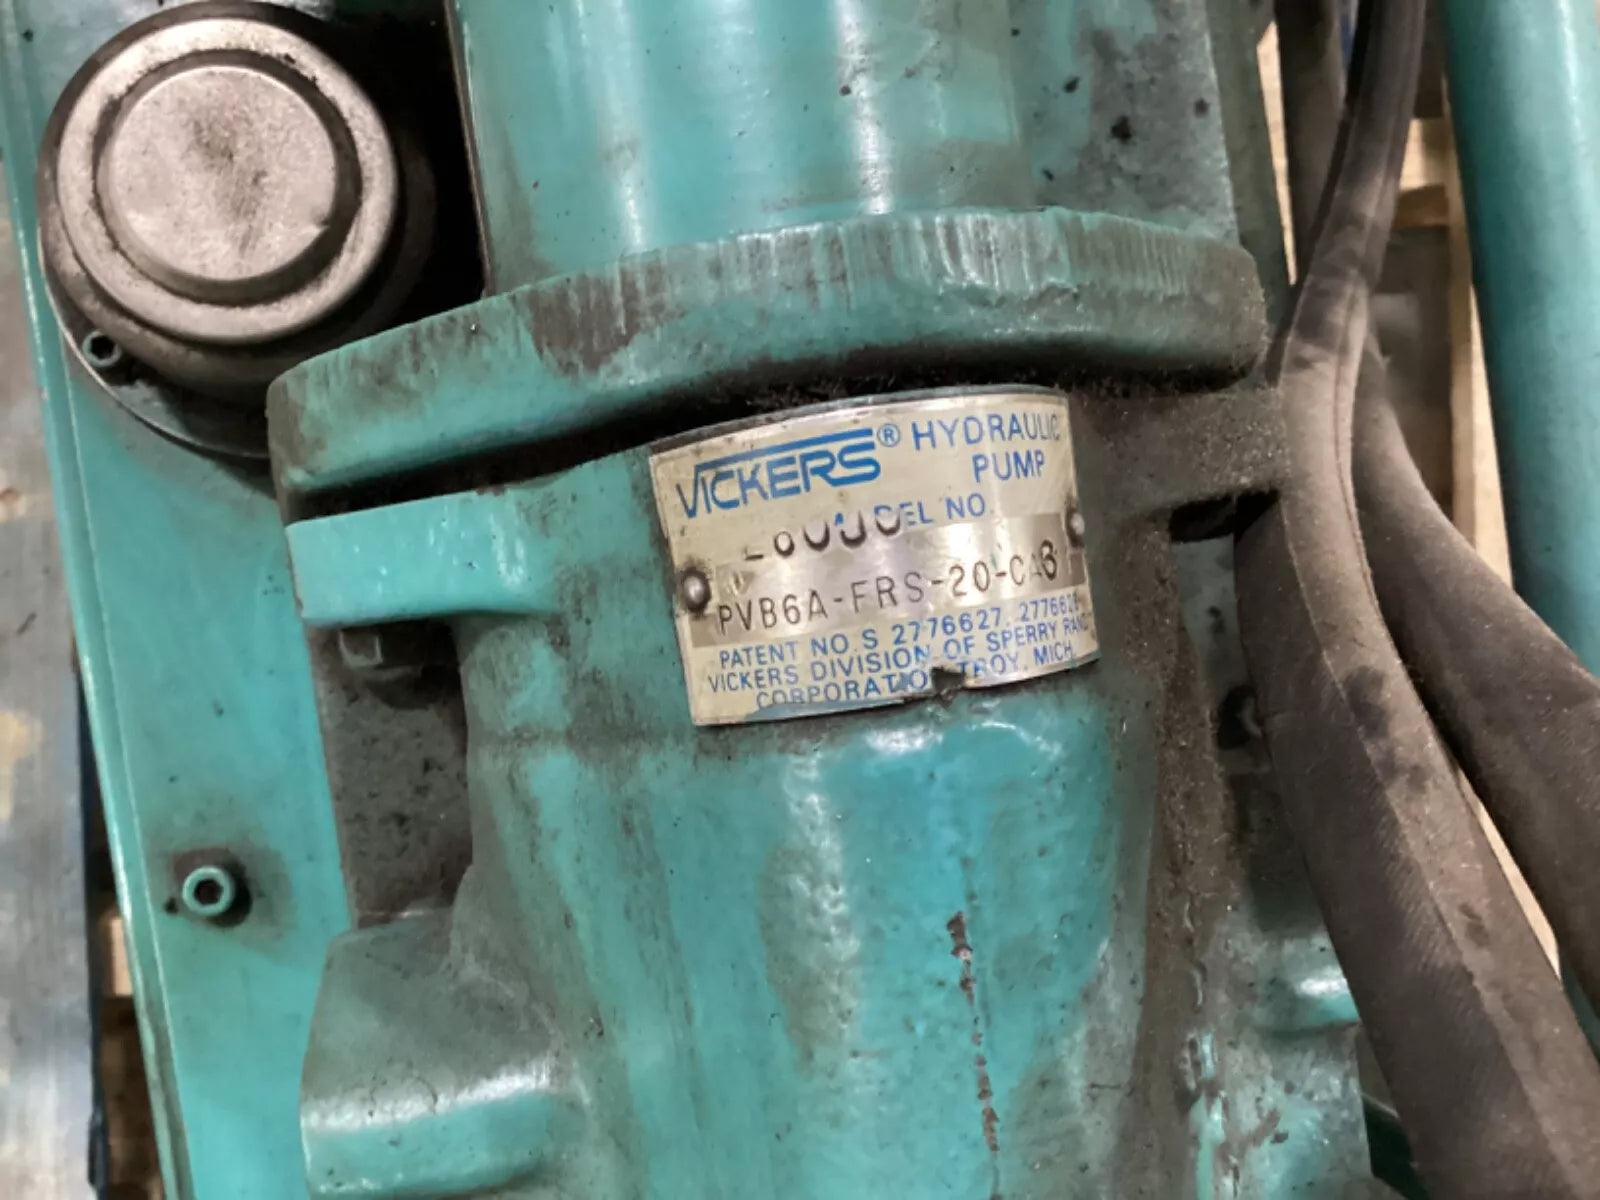 VICKERS® HYDRAULIC
PUMP
MODEL NO.
PVB6A-FRS-20-C
PATENT NO.S 2776627, 2776628
VICKERS DIVISION OF SPERRY RAND
CORPORATION TROY, MICH.